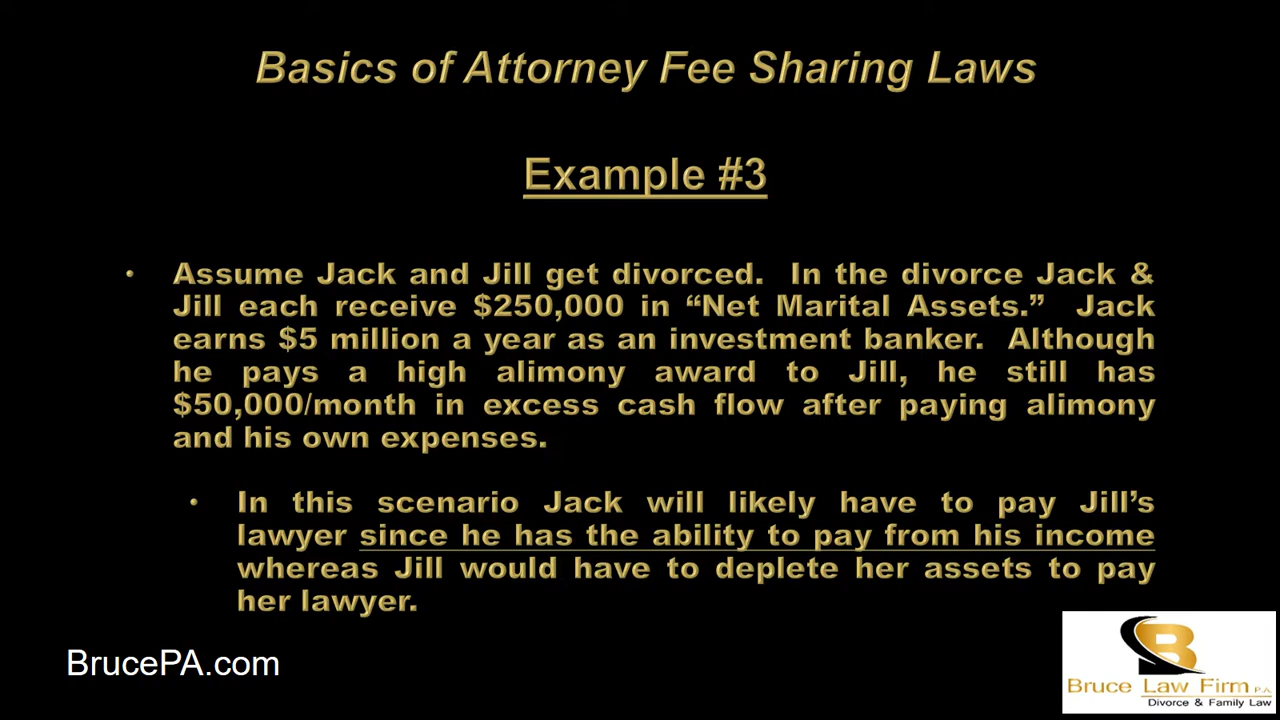 Basics of Attorney Fee Sharing Laws
Example #3
• Assume Jack and Jill get divorced. In the divorce Jack &
Jill each receive $250,000 in “Net Marital Assets.” Jack
earns $5 million a year as an investment banker. Although
he pays a high alimony award to Jill, he still has
$50,000/month in excess cash flow after paying alimony
and his own expenses.
• In this scenario Jack will likely have to pay Jill’s
lawyer since he has the ability to pay from his income
whereas Jill would have to deplete her assets to pay
her lawyer.
BrucePA.com
B
Bruce Law Firm P.A.
Divorce & Family Law